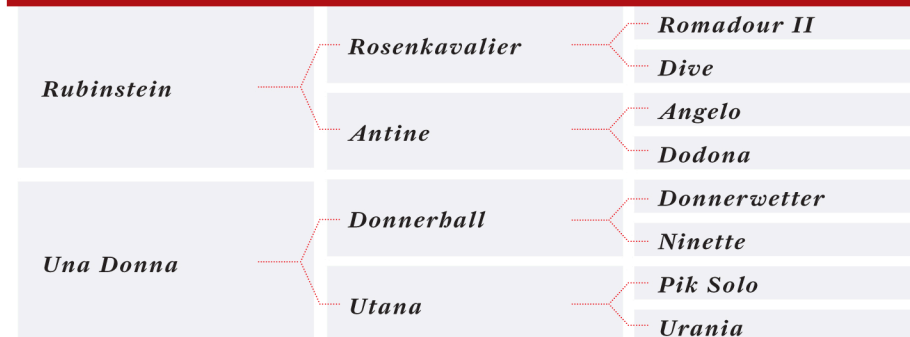 Rubinstein
Rosenkavalier
Romadour II
Dive
Antine
Angelo
Dodona
Una Donna
Donnerhall
Donnerwetter
Ninette
Utana
Pik Solo
Urania